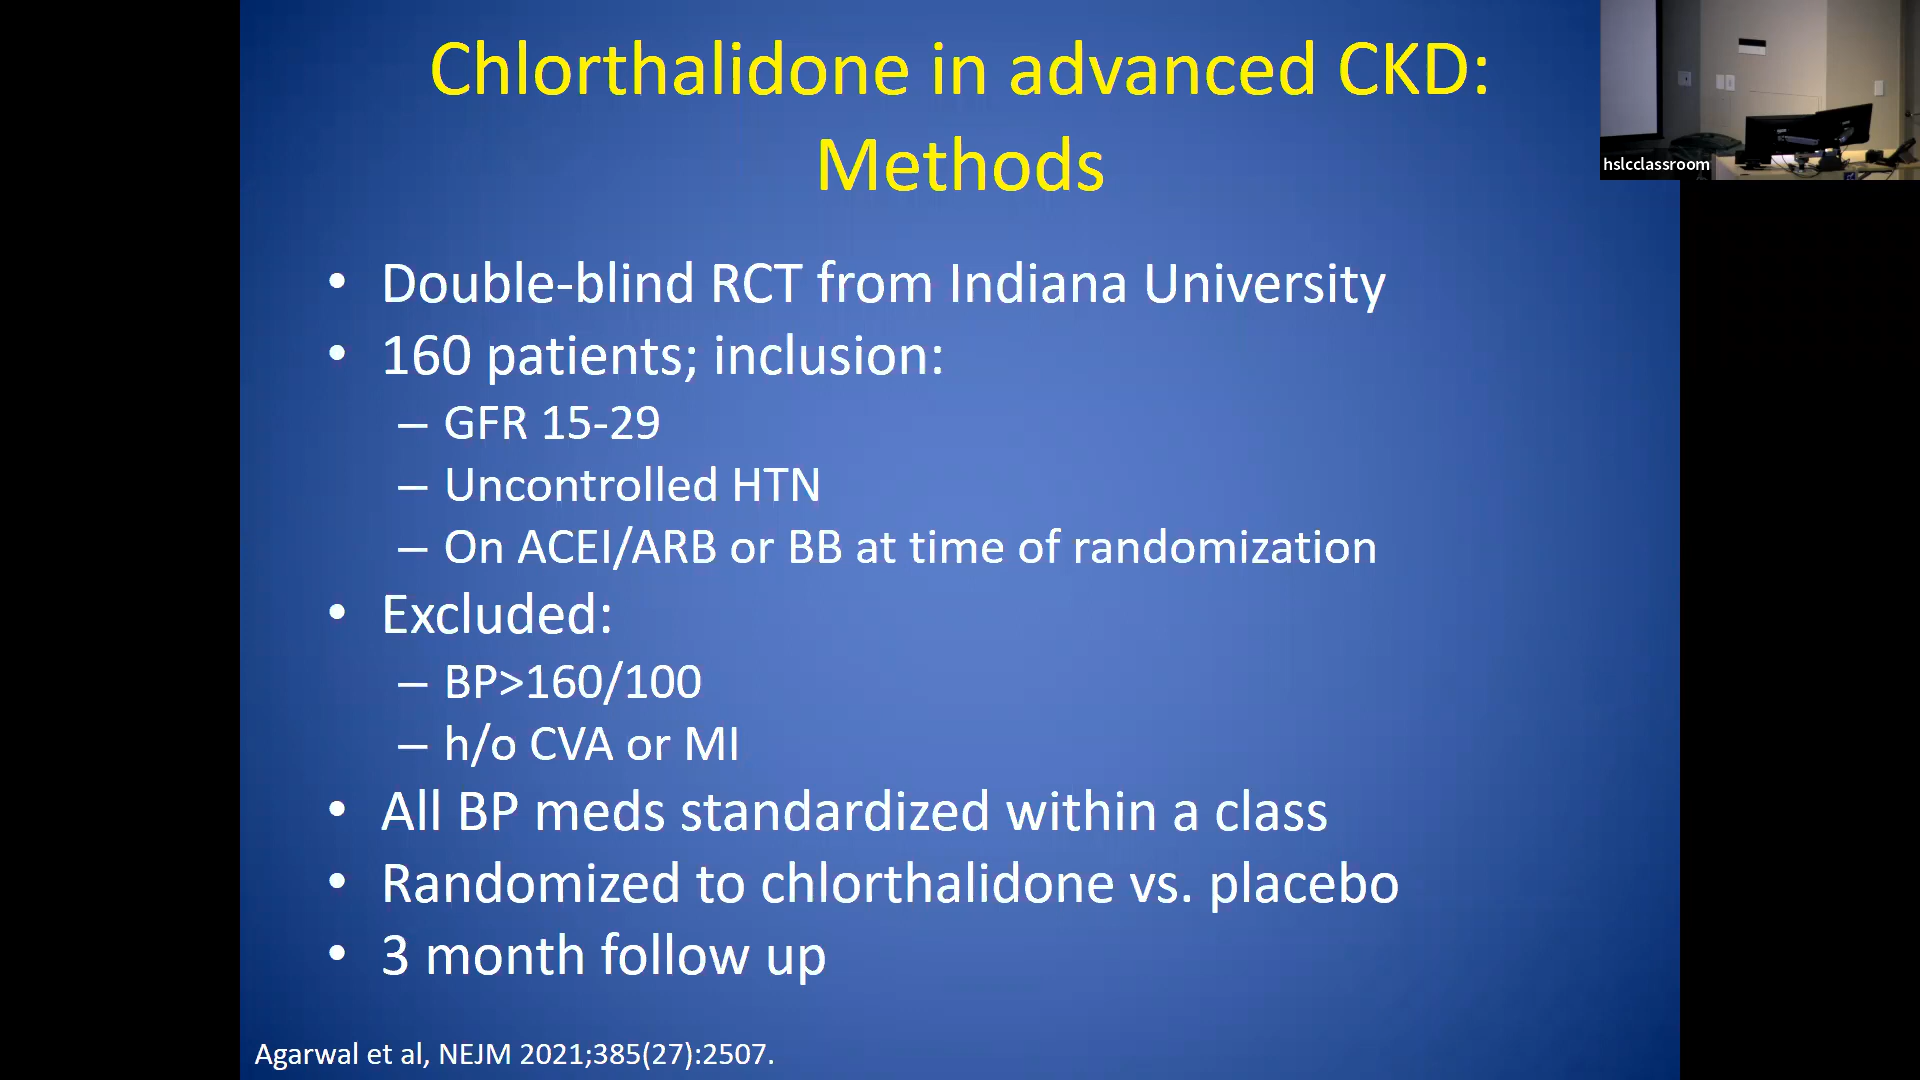 Chlorthalidone in advanced CKD:
Methods
hslcclassroom
• Double-blind RCT from Indiana University
• 160 patients; inclusion:
– GFR 15-29
– Uncontrolled HTN
– On ACEI/ARB or BB at time of randomization
• Excluded:
– BP>160/100
– h/o CVA or MI
• All BP meds standardized within a class
• Randomized to chlorthalidone vs. placebo
• 3 month follow up
Agarwal et al, NEJM 2021;385(27):2507.